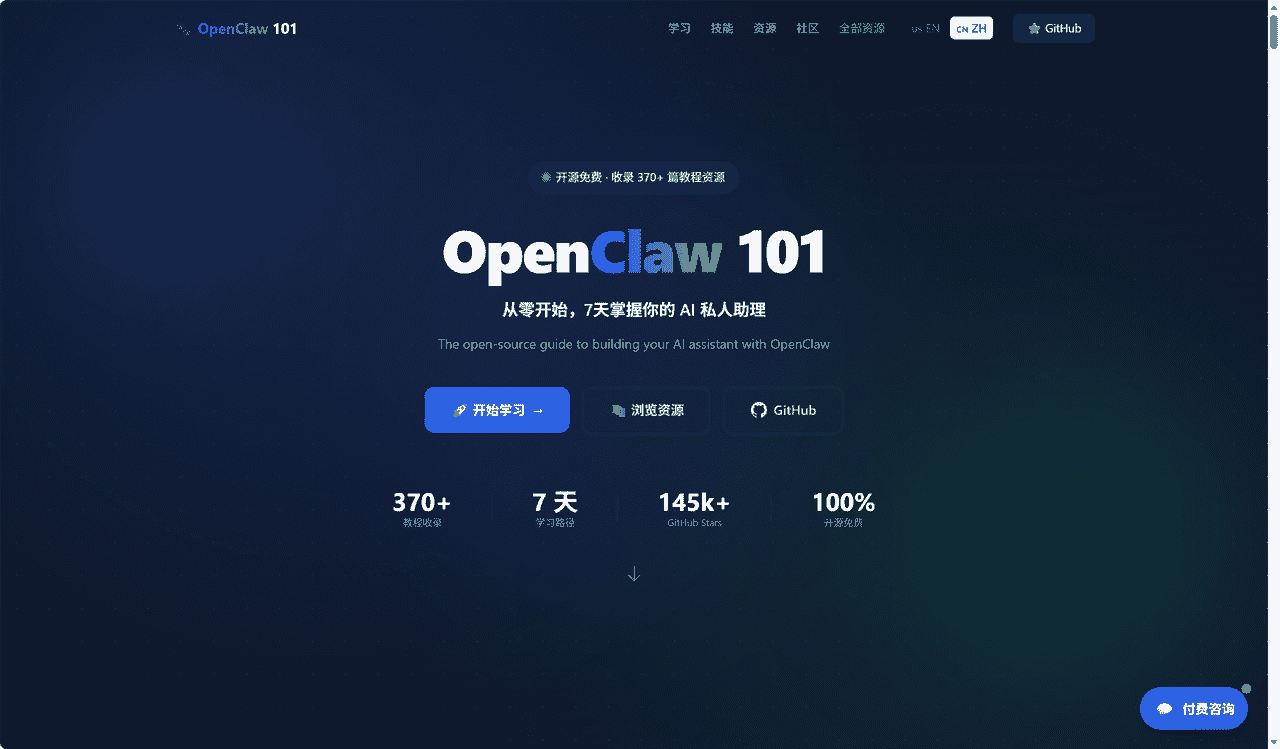 OpenClaw 101
学习 技能 资源 社区 全部资源 US EN CN ZH GitHub
开源免费 · 收录 370+ 篇教程资源
OpenClaw 101
从零开始，7天掌握你的 AI 私人助理
The open-source guide to building your AI assistant with OpenClaw
开始学习 → 浏览资源 GitHub
370+ 7 天 145k+ 100%
教程收录 学习路径 GitHub Stars 开源免费
付费咨询